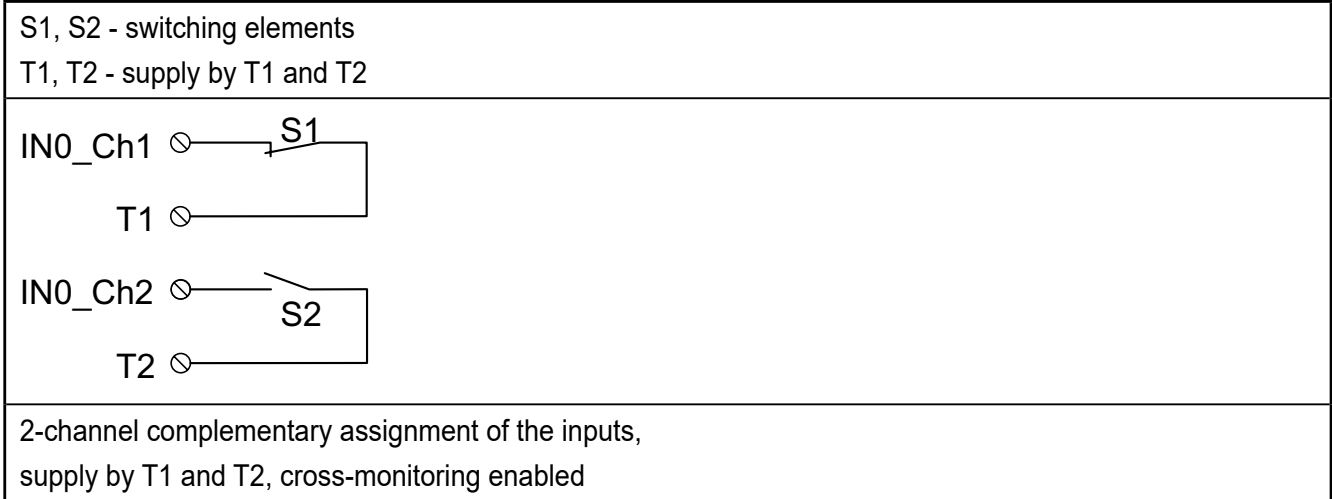 S1, S2 - switching elements
T1, T2 - supply by T1 and T2
S1
IN0_Ch1
T1
IN0_Ch2
S2
T2
2-channel complementary assignment of the inputs,
supply by T1 and T2, cross-monitoring enabled